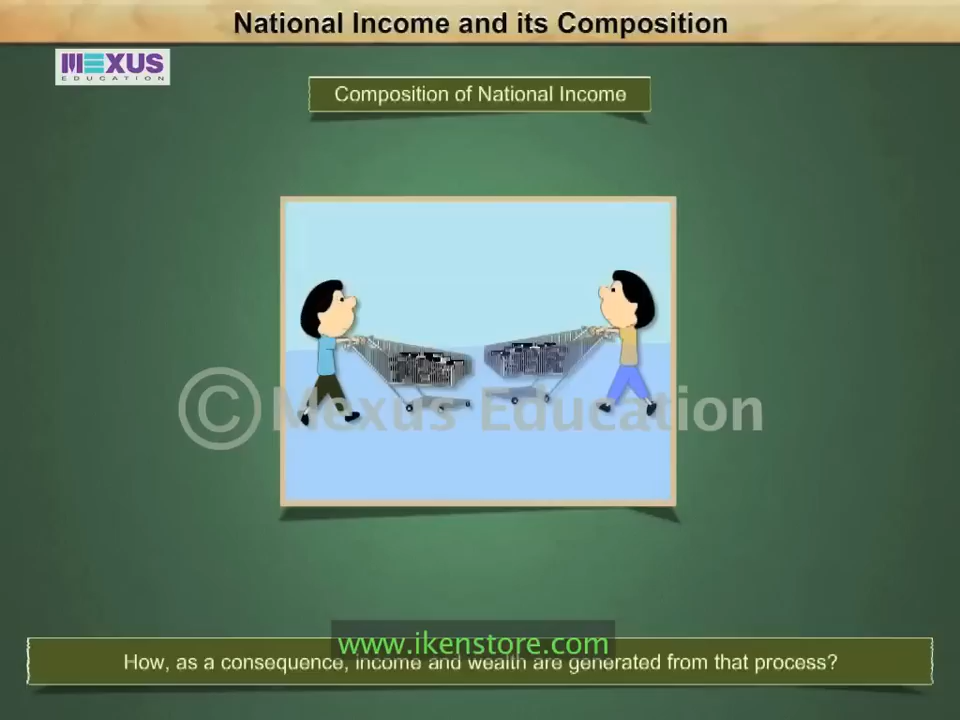 National Income and its Composition
MEXUS
EDUCATION
Composition of National Income
© Mexus Education
www.ikenstore.com
How, as a consequence, income and wealth are generated from that process?